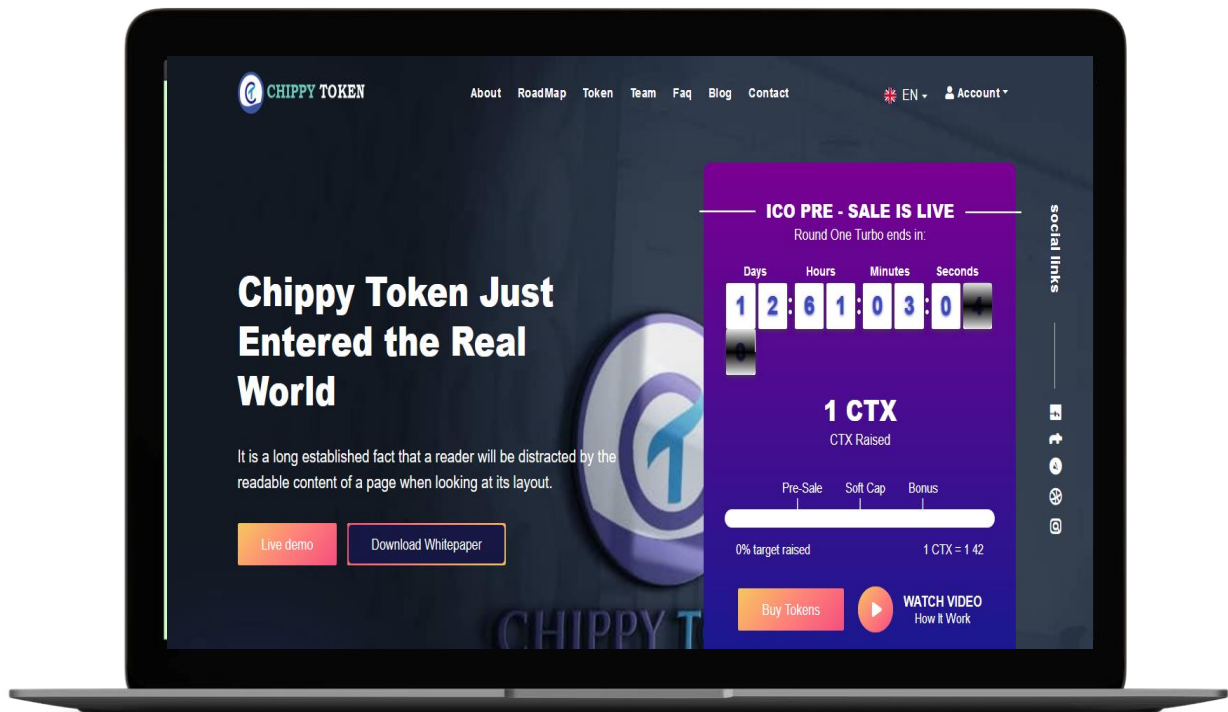 CHIPPY TOKEN
About RoadMap Token Team Faq Blog Contact
EN
Account
ICO PRE - SALE IS LIVE
Round One Turbo ends in:
Days Hours Minutes Seconds
1 2 : 6 1 : 0 3 : 0
Chippy Token Just
Entered the Real
World
It is a long established fact that a reader will be distracted by the
readable content of a page when looking at its layout.
Live demo
Download Whitepaper
1 CTX
CTX Raised
Pre-Sale Soft Cap Bonus
0% target raised
1 CTX = 1 42
Buy Tokens
WATCH VIDEO
How It Work
social links
CHIPPY T